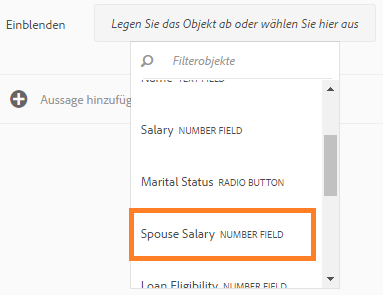 Einblenden
Legen Sie das Objekt ab oder wählen Sie hier aus
Filterobjekte
Name TEXT FIELD
Aussage hinzufüg
Salary NUMBER FIELD
Marital Status RADIO BUTTON
Spouse Salary NUMBER FIELD
Loan Eligibility NUMBER FIELD